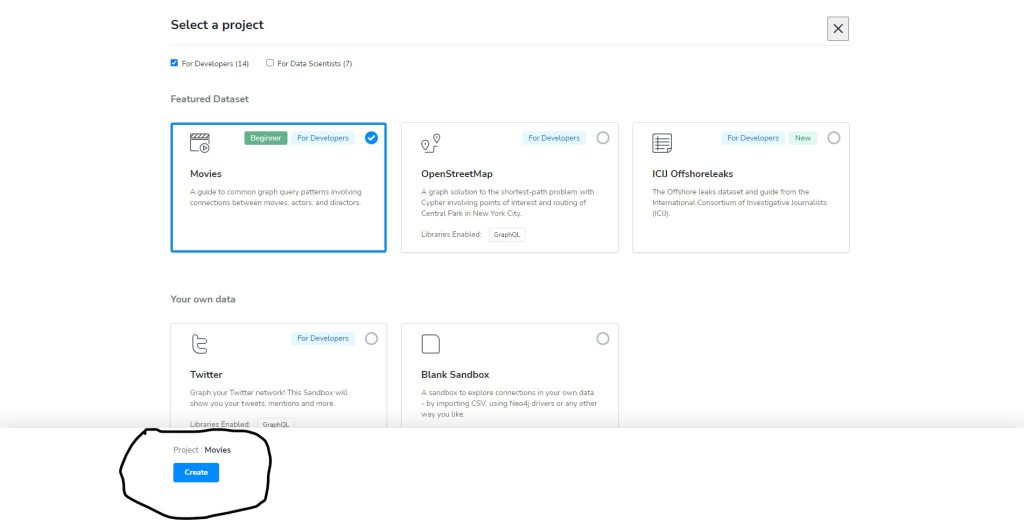 Select a project
For Developers (14) For Data Scientists (7)
Featured Dataset
Beginner For Developers
Movies
A guide to common graph query patterns involving
connections between movies, actors, and directors.
For Developers
OpenStreetMap
A graph solution to the shortest-path problem with
Cypher involving points of interest and routing of
Central Park in New York City.
Libraries Enabled: GraphQL
For Developers New
ICIJ Offshoreleaks
The Offshore leaks dataset and guide from the
International Consortium of Investigative Journalists
(ICIJ).
Your own data
For Developers
Twitter
Graph your Twitter network! This Sandbox will
show you your tweets, mentions and more.
Libraries Enabled: GraphQL
Blank Sandbox
A sandbox to explore connections in your own data
- by importing CSV, using Neo4j drivers or any other
way you like.
Project : Movies
Create